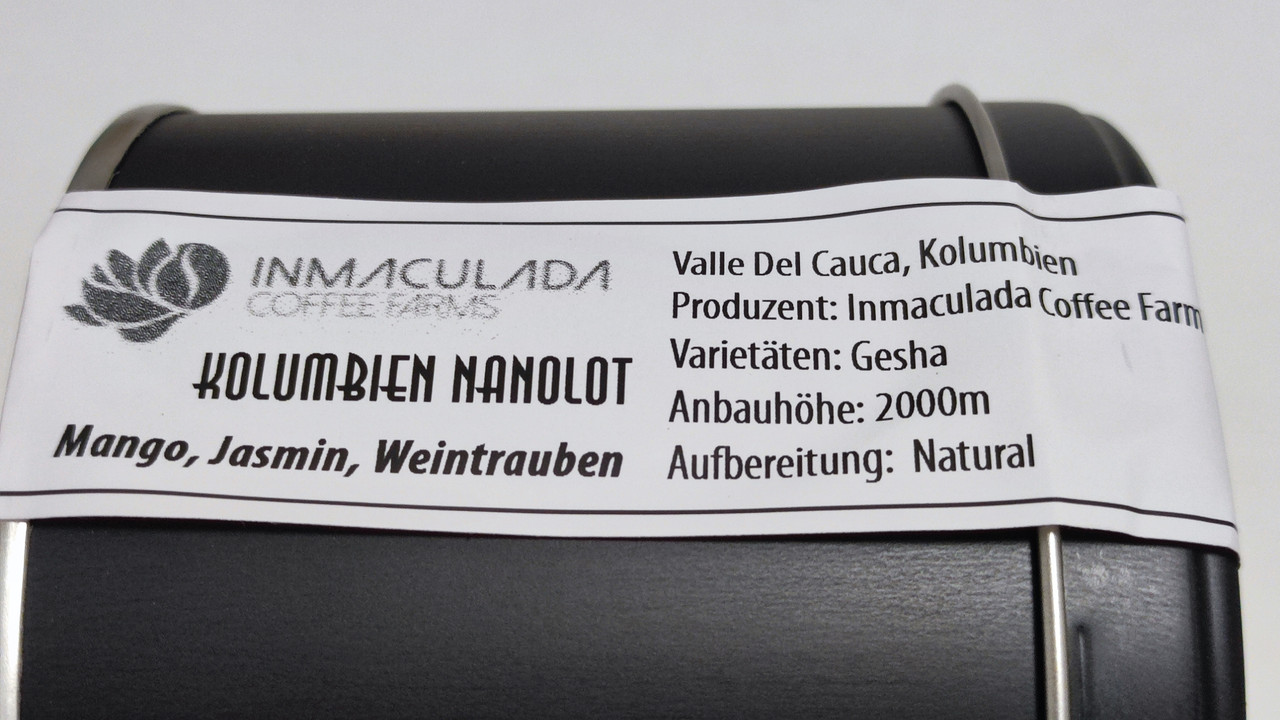 INMACULADA
COFFEE FARMS
KOLUMBIEN NANOLOT
Mango, Jasmin, Weintrauben
Valle Del Cauca, Kolumbien
Produzent: Inmaculada Coffee Farm
Varietäten: Gesha
Anbauhöhe: 2000m
Aufbereitung: Natural